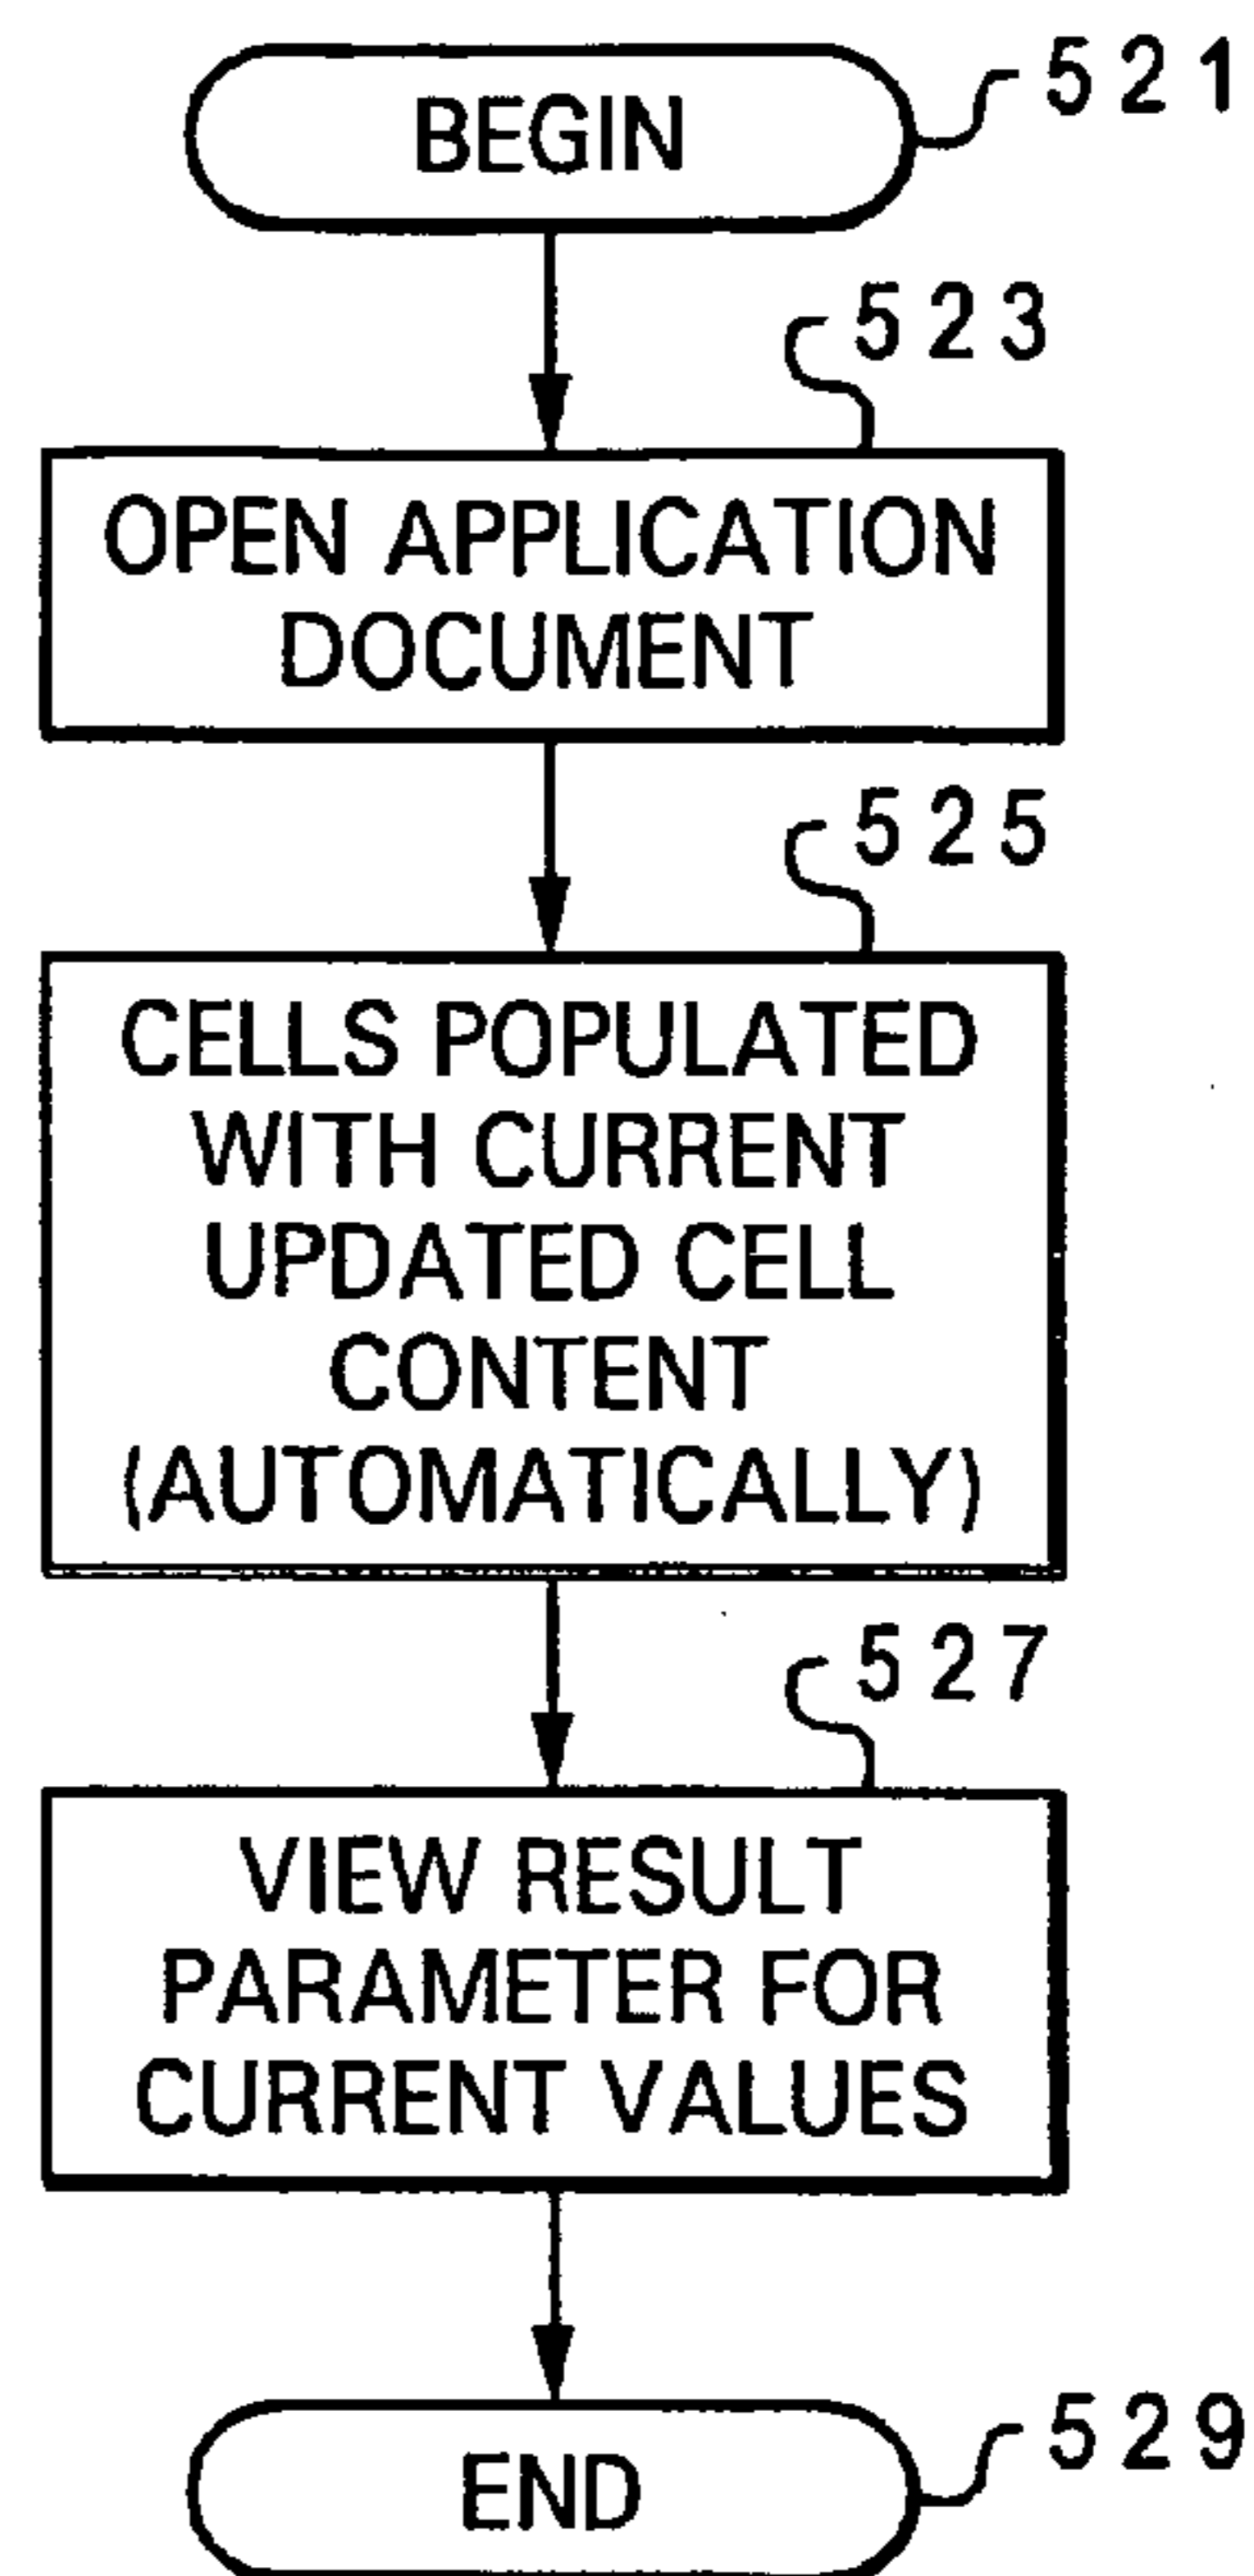 BEGIN
521
523
OPEN APPLICATION
DOCUMENT
525
CELLS POPULATED
WITH CURRENT
UPDATED CELL
CONTENT
(AUTOMATICALLY)
527
VIEW RESULT
PARAMETER FOR
CURRENT VALUES
END
529